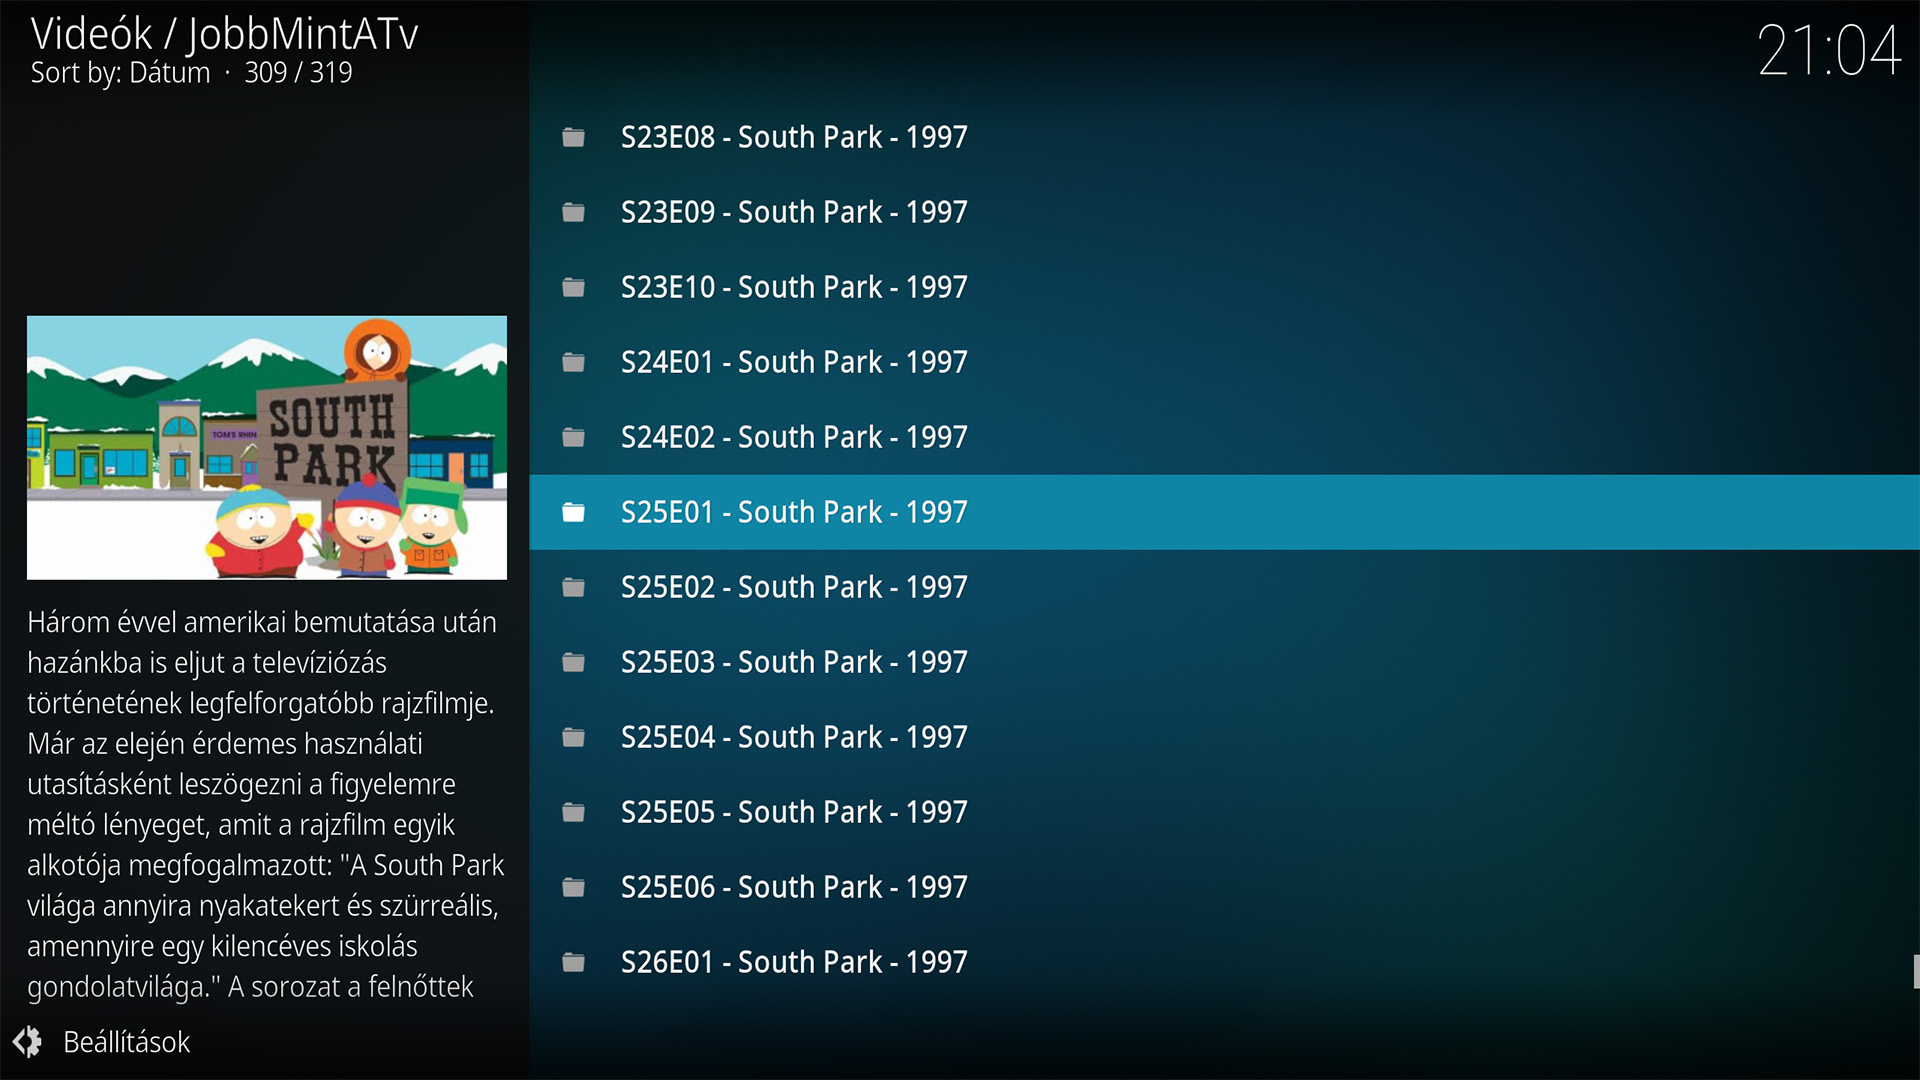 Videók / JobbMintATv
Sort by: Dátum · 309 / 319
21:04
S23E08 - South Park - 1997
S23E09 - South Park - 1997
S23E10 - South Park - 1997
S24E01 - South Park - 1997
S24E02 - South Park - 1997
S25E01 - South Park - 1997
S25E02 - South Park - 1997
S25E03 - South Park - 1997
S25E04 - South Park - 1997
S25E05 - South Park - 1997
S25E06 - South Park - 1997
S26E01 - South Park - 1997
TOM'S RHIN
SOUTH
PARK
Három évvel amerikai bemutatása után
hazánkba is eljut a televíziózás
történetének legfelforgatóbb rajzfilmje.
Már az elején érdemes használati
utasításként leszögezni a figyelemre
méltó lényeget, amit a rajzfilm egyik
alkotója megfogalmazott: "A South Park
világa annyira nyakatekert és szürreális,
amennyire egy kilencéves iskolás
gondolatvilága." A sorozat a felnőttek
Beállítások